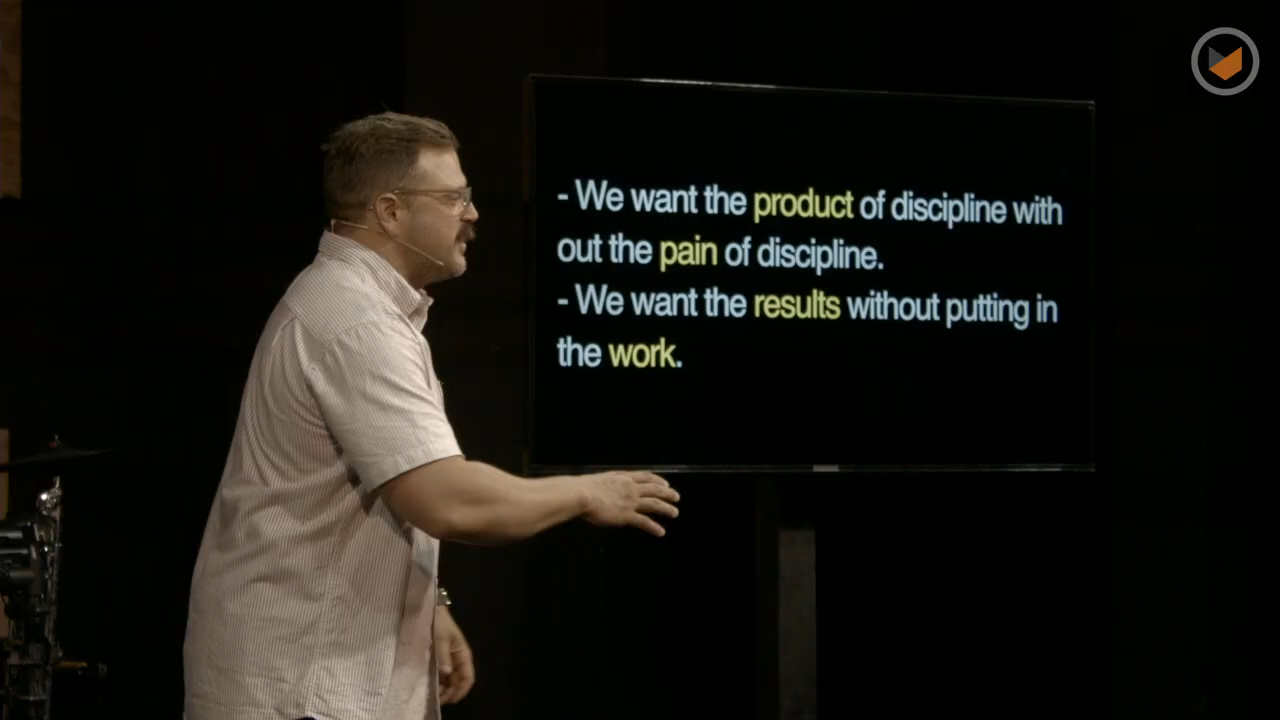 - We want the product of discipline with
out the pain of discipline.
- We want the results without putting in
the work.